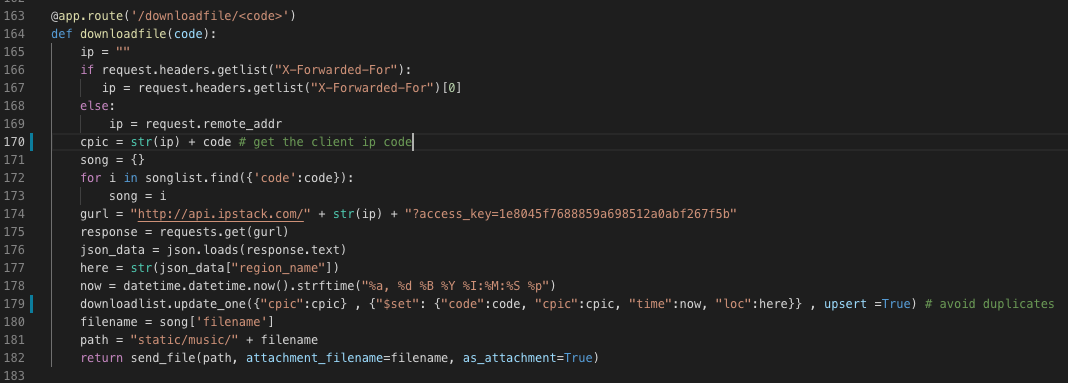 163 @app.route('/downloadfile/<code>')
164 def downloadfile(code):
165     ip = ""
166     if request.headers.getlist("X-Forwarded-For"):
167        ip = request.headers.getlist("X-Forwarded-For")[0]
168     else:
169         ip = request.remote_addr
170     cpic = str(ip) + code # get the client ip code
171     song = {}
172     for i in songlist.find({'code':code}):
173         song = i
174     gurl = "http://api.ipstack.com/" + str(ip) + "?access_key=1e8045f7688859a698512a0abf267f5b"
175     response = requests.get(gurl)
176     json_data = json.loads(response.text)
177     here = str(json_data["region_name"])
178     now = datetime.datetime.now().strftime("%a, %d %B %Y %I:%M:%S %p")
179     downloadlist.update_one({"cpic":cpic} , {"$set": {"code":code, "cpic":cpic, "time":now, "loc":here}} , upsert =True) # avoid duplicates
180     filename = song['filename']
181     path = "static/music/" + filename
182     return send_file(path, attachment_filename=filename, as_attachment=True)
183